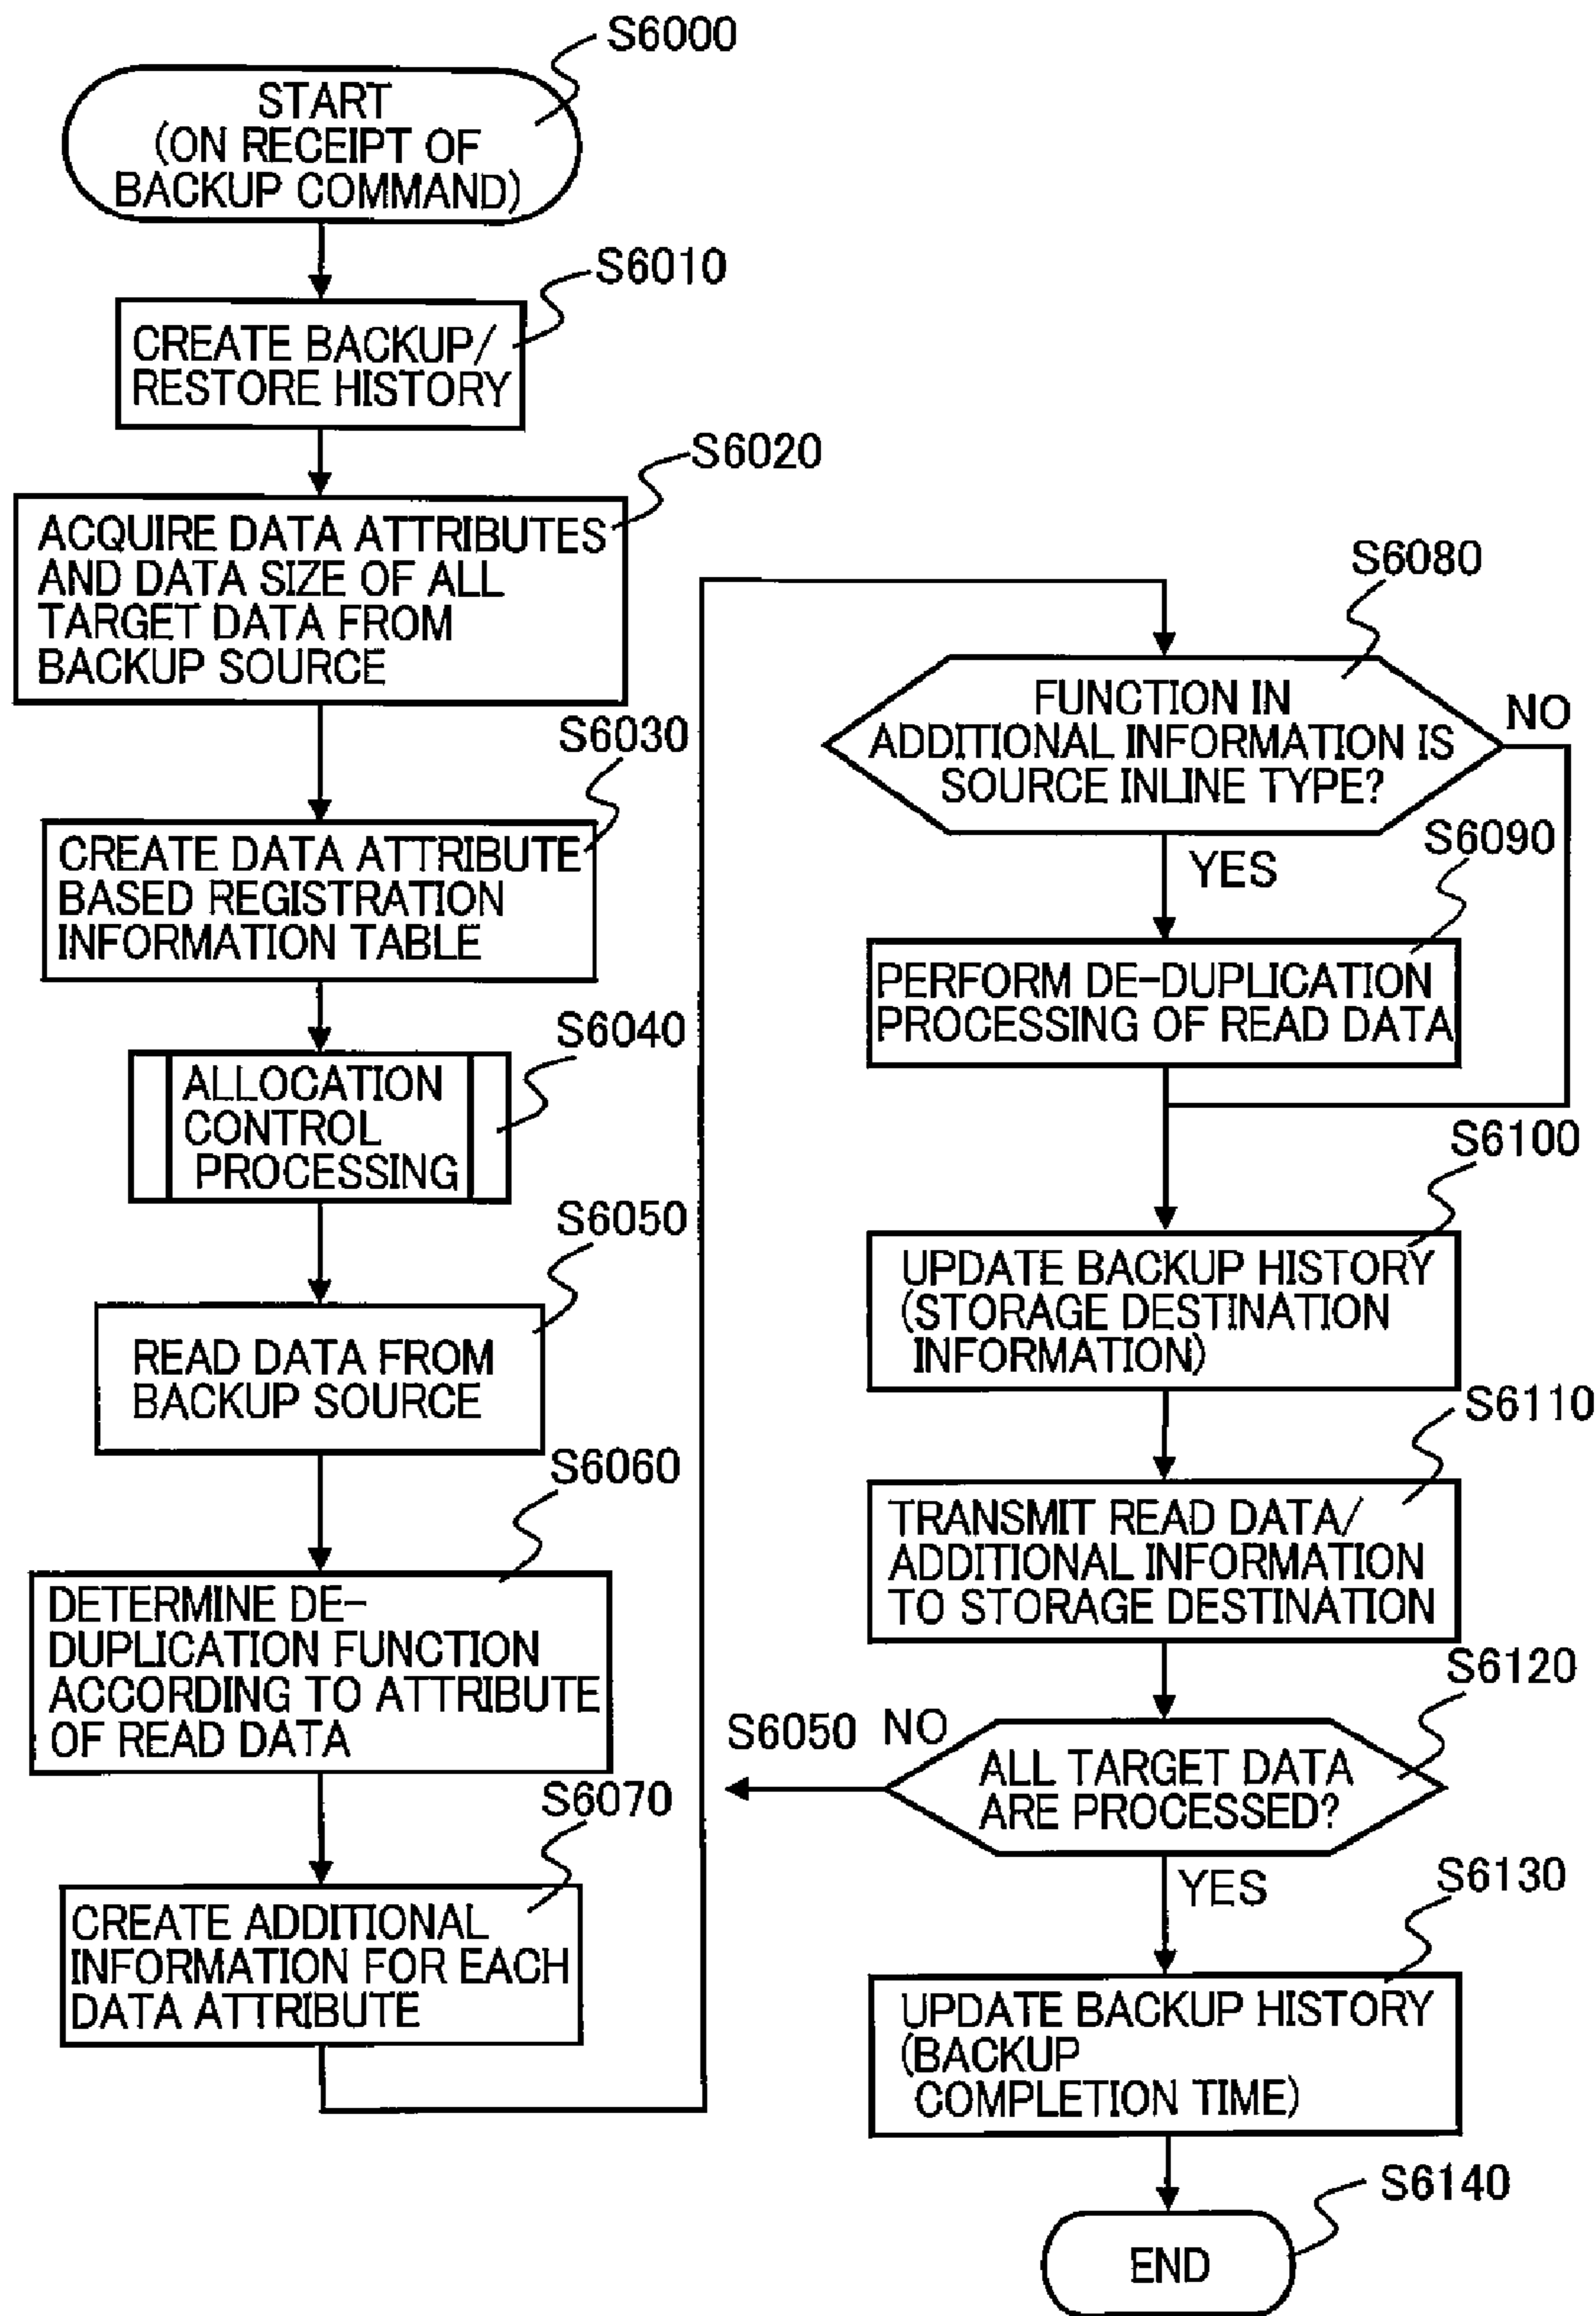 S6000
START
(ON RECEIPT OF
BACKUP COMMAND)
S6010
CREATE BACKUP/
RESTORE HISTORY
S6020
ACQUIRE DATA ATTRIBUTES
AND DATA SIZE OF ALL
TARGET DATA FROM
BACKUP SOURCE
S6030
CREATE DATA ATTRIBUTE
BASED REGISTRATION
INFORMATION TABLE
S6040
ALLOCATION
CONTROL
PROCESSING
S6050
READ DATA FROM
BACKUP SOURCE
S6060
DETERMINE DE-
DUPLICATION FUNCTION
ACCORDING TO ATTRIBUTE
OF READ DATA
S6070
CREATE ADDITIONAL
INFORMATION FOR EACH
DATA ATTRIBUTE
S6080
FUNCTION IN
ADDITIONAL INFORMATION IS
SOURCE INLINE TYPE?
NO
YES
S6090
PERFORM DE-DUPLICATION
PROCESSING OF READ DATA
S6100
UPDATE BACKUP HISTORY
(STORAGE DESTINATION
INFORMATION)
S6110
TRANSMIT READ DATA/
ADDITIONAL INFORMATION
TO STORAGE DESTINATION
S6120
S6050 NO
ALL TARGET DATA
ARE PROCESSED?
YES
S6130
UPDATE BACKUP HISTORY
(BACKUP
COMPLETION TIME)
S6140
END